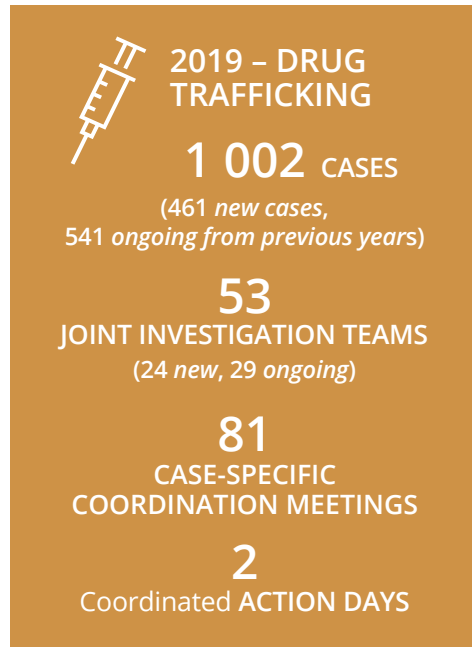 2019 – DRUG
TRAFFICKING
1 002 CASES
(461 new cases,
541 ongoing from previous years)
53
JOINT INVESTIGATION TEAMS
(24 new, 29 ongoing)
81
CASE-SPECIFIC
COORDINATION MEETINGS
2
Coordinated ACTION DAYS